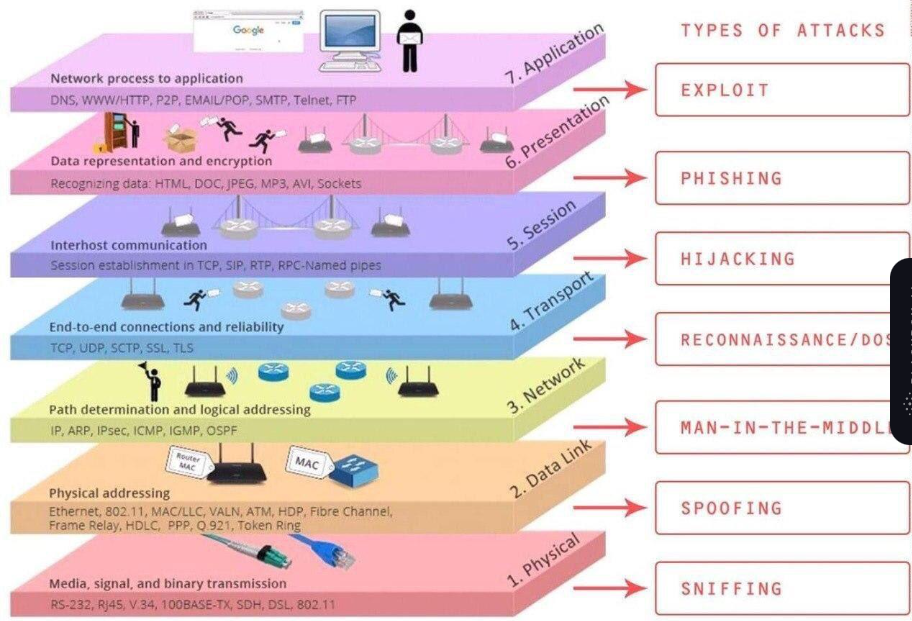 TYPES OF ATTACKS
Google
7. Application
Network process to application
DNS, WWW/HTTP, P2P, EMAIL/POP, SMTP, Telnet, FTP
EXPLOIT
6. Presentation
Data representation and encryption
Recognizing data: HTML, DOC, JPEG, MP3, AVI, Sockets
PHISHING
5. Session
Interhost communication
Session establishment in TCP, SIP, RTP, RPC-Named pipes
HIJACKING
4. Transport
End-to-end connections and reliability
TCP, UDP, SCTP, SSL, TLS
RECONNAISSANCE/DOS
3. Network
Path determination and logical addressing
IP, ARP, IPsec, ICMP, IGMP, OSPF
MAN-IN-THE-MIDDL
Router
MAC
MAC
2. Data Link
Physical addressing
Ethernet, 802.11, MAC/LLC, VALN, ATM, HDP, Fibre Channel,
Frame Relay, HDLC, PPP, Q 921, Token Ring
SPOOFING
1. Physical
Media, signal, and binary transmission
RS-232, RJ45, V.34, 100BASE-TX, SDH, DSL, 802.11
SNIFFING